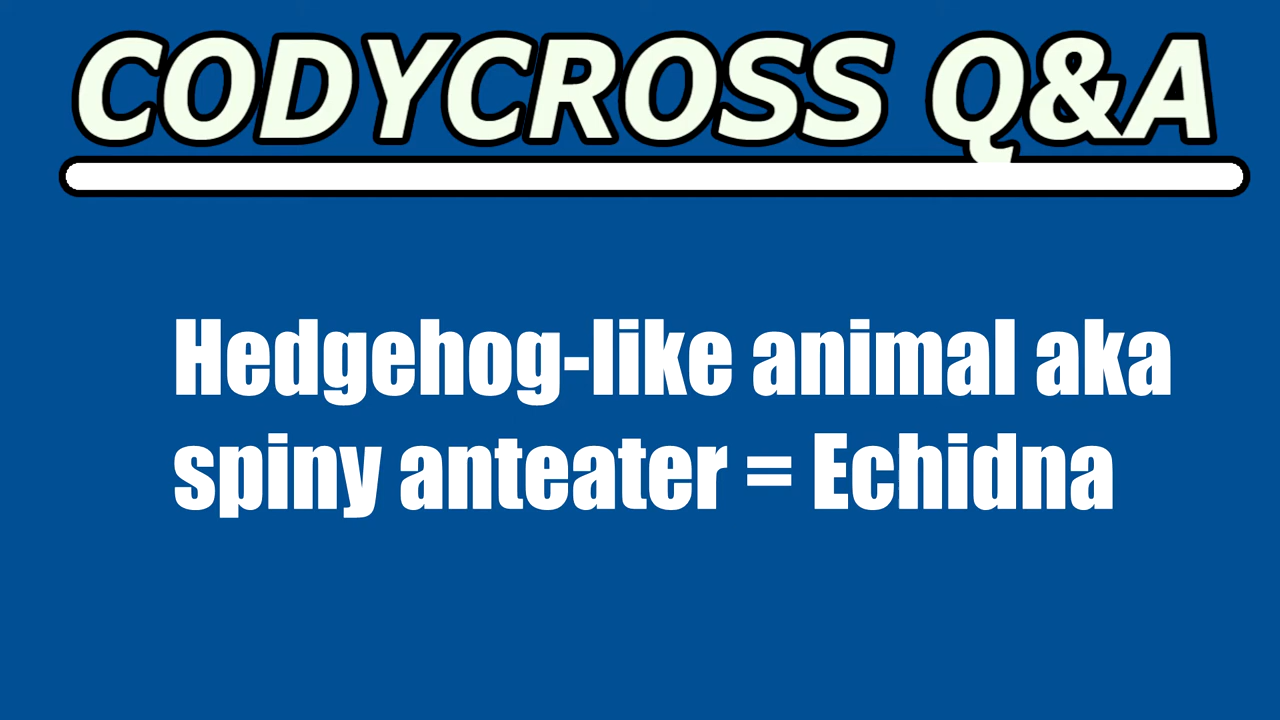 CODYCROSS Q&A
Hedgehog-like animal aka
spiny anteater = Echidna